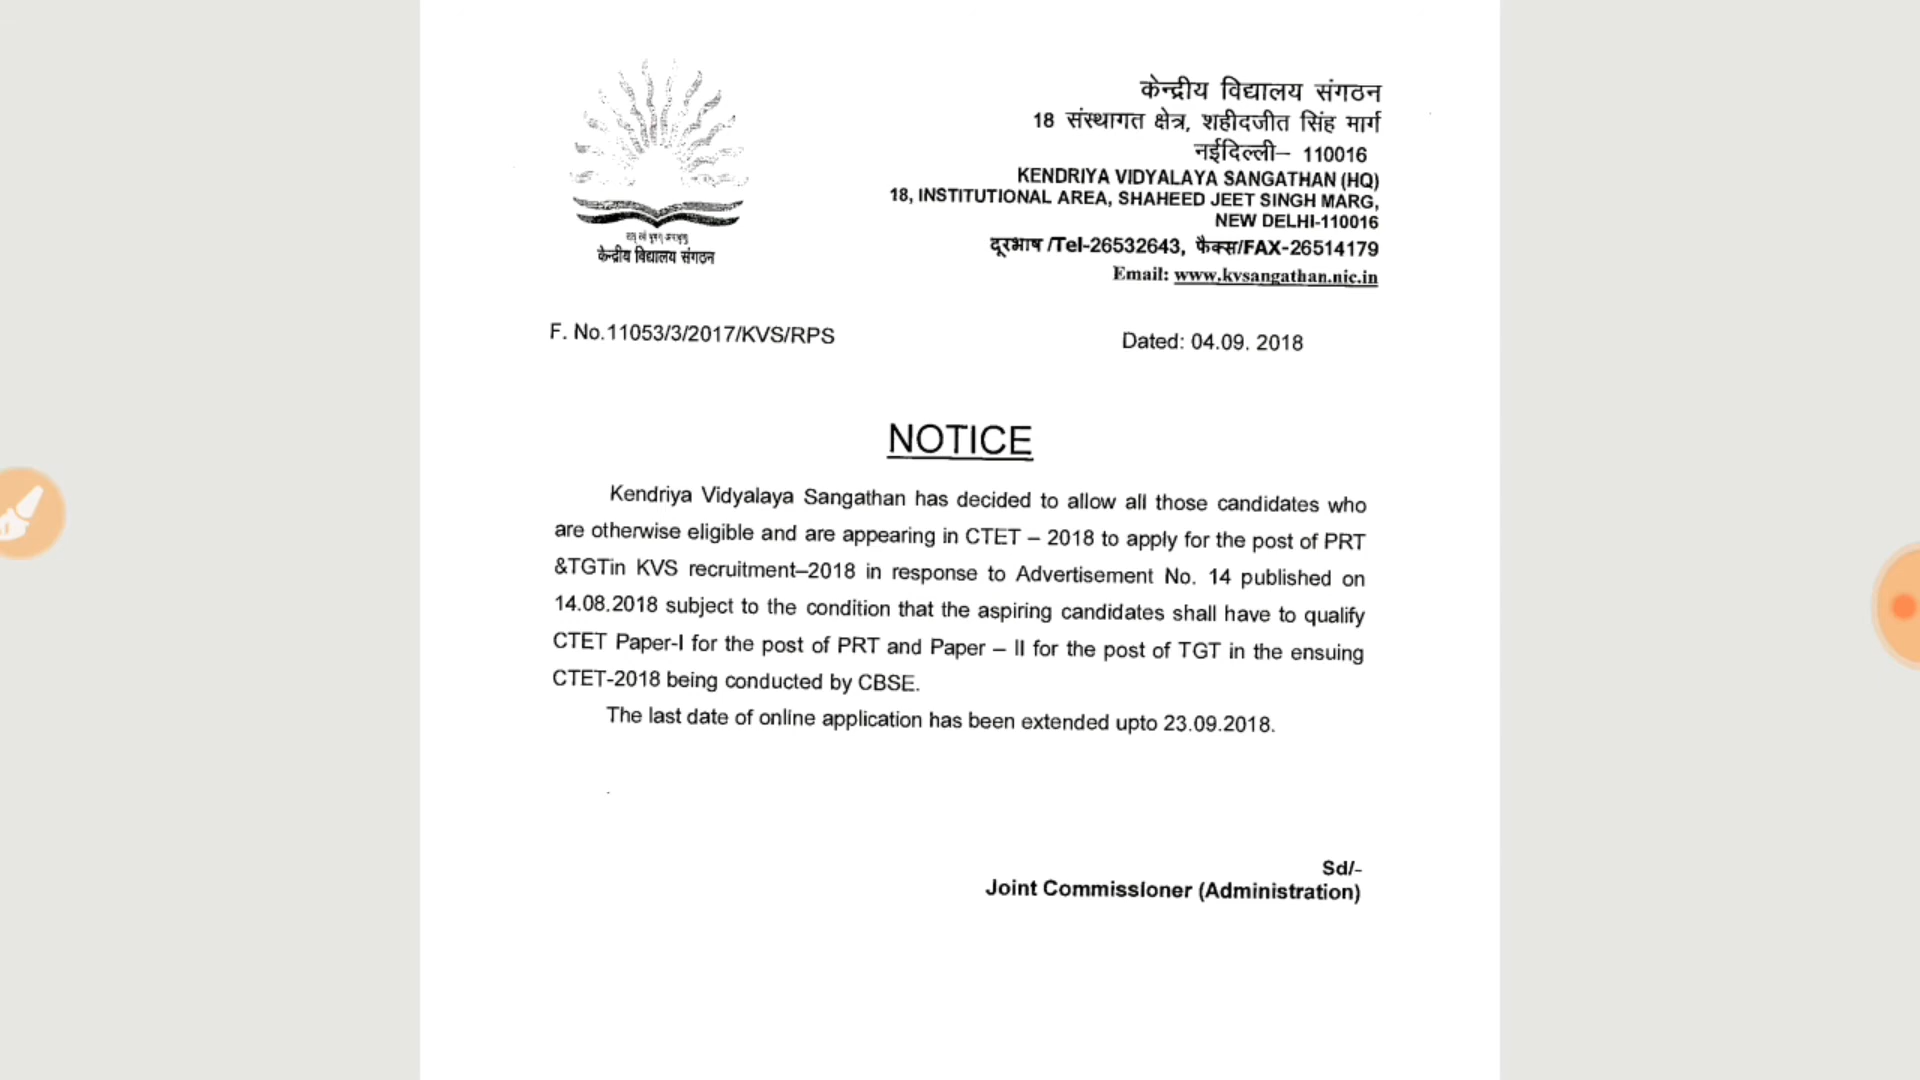 केन्द्रीय विद्यालय संगठन
केन्द्रीय विद्यालय संगठन
18 संस्थागत क्षेत्र, शहीदजीत सिंह मार्ग
नईदिल्ली– 110016
KENDRIYA VIDYALAYA SANGATHAN (HQ)
18, INSTITUTIONAL AREA, SHAHEED JEET SINGH MARG,
NEW DELHI-110016
दूरभाष /Tel-26532643, फैक्स/FAX-26514179
Email: www.kvsangathan.nic.in
F. No.11053/3/2017/KVS/RPS
Dated: 04.09. 2018
NOTICE
Kendriya Vidyalaya Sangathan has decided to allow all those candidates who
are otherwise eligible and are appearing in CTET – 2018 to apply for the post of PRT
&TGTin KVS recruitment–2018 in response to Advertisement No. 14 published on
14.08.2018 subject to the condition that the aspiring candidates shall have to qualify
CTET Paper-I for the post of PRT and Paper – II for the post of TGT in the ensuing
CTET-2018 being conducted by CBSE.
The last date of online application has been extended upto 23.09.2018.
Sd/-
Joint Commissioner (Administration)